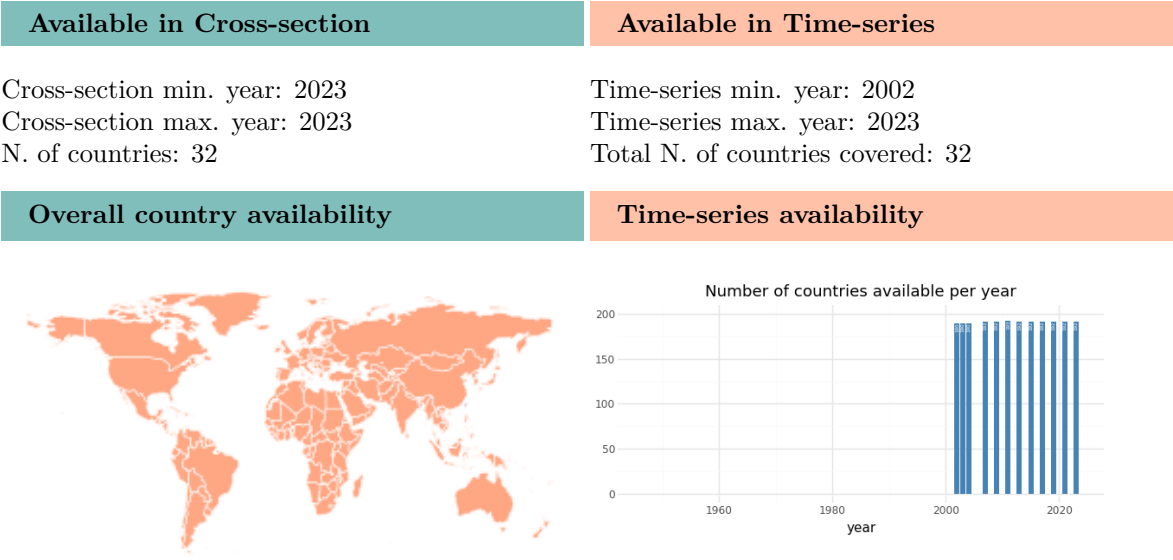 Available in Cross-section
Available in Time-series
Cross-section min. year: 2023
Cross-section max. year: 2023
N. of countries: 32
Time-series min. year: 2002
Time-series max. year: 2023
Total N. of countries covered: 32
Overall country availability
Time-series availability
Number of countries available per year
200
150
100
50
0
1960 1980 2000 2020
year